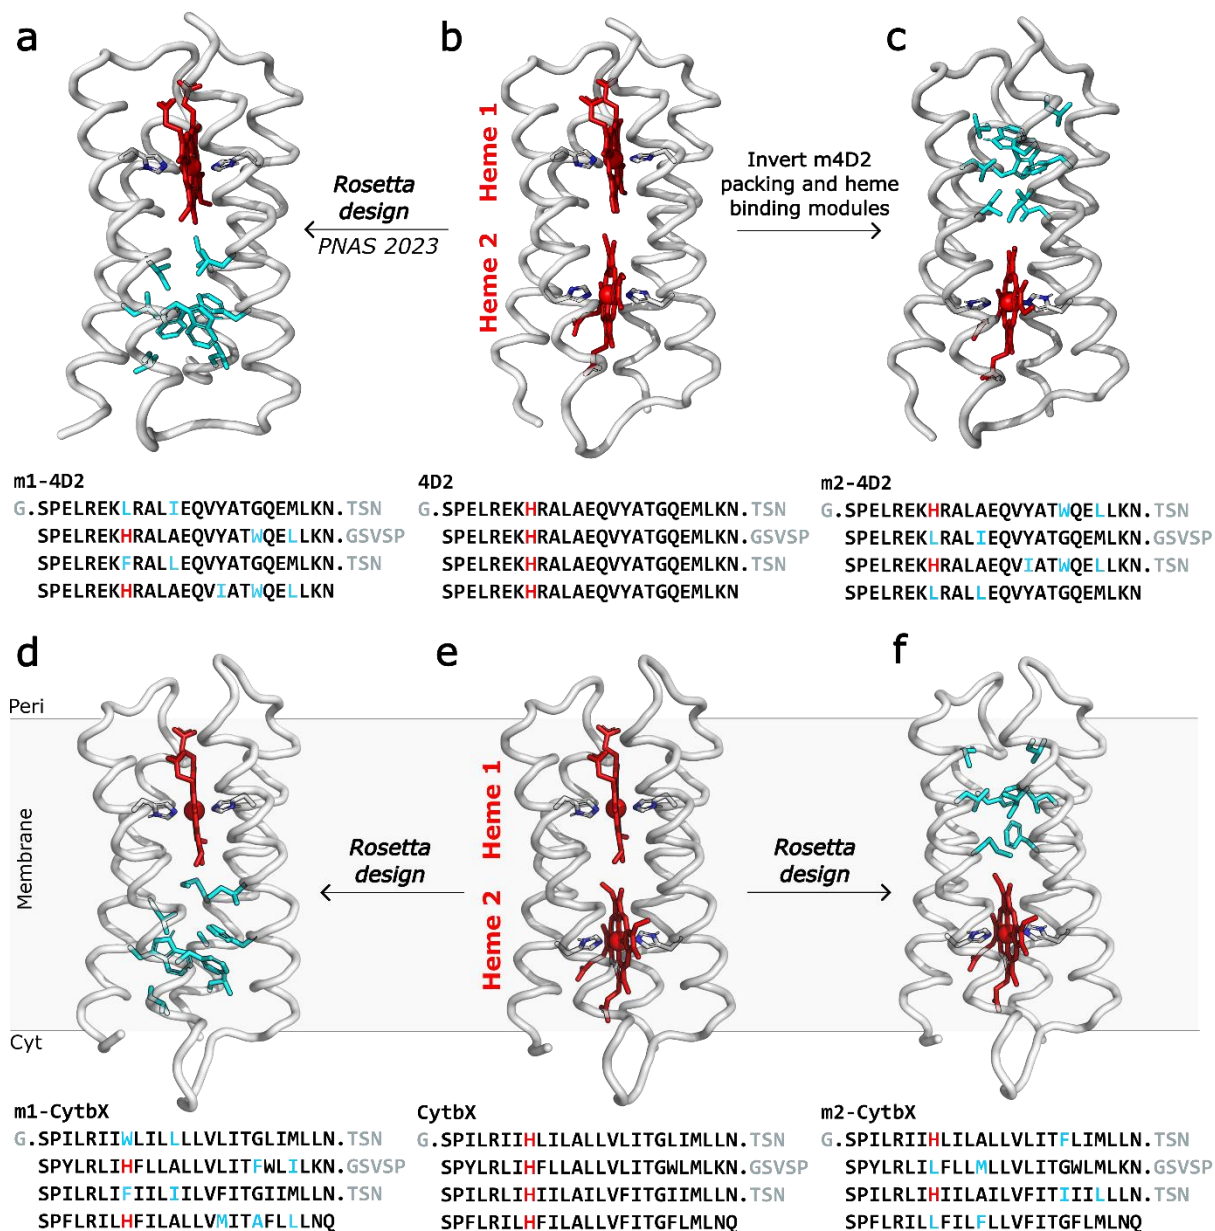 a
b
c
Heme 1
Heme 2
Rosetta
design
PNAS 2023
Invert m4D2
packing and heme
binding modules
m1-4D2
G.SPELREKLRALIEQVYATGQEMLKN.TSN
SPELREKHRALAEQVYATWQELLKN.GSVSP
SPELREKFRALLEQVYATGQEMLKN.TSN
SPELREKHRALAEQVIATWQELLKN
4D2
G.SPELREKHRALAEQVYATGQEMLKN.TSN
SPELREKHRALAEQVYATGQEMLKN.GSVSP
SPELREKHRALAEQVYATGQEMLKN.TSN
SPELREKHRALAEQVYATGQEMLKN
m2-4D2
G.SPELREKHRALAEQVYATWQELLKN.TSN
SPELREKLRALIEQVYATGQEMLKN.GSVSP
SPELREKHRALAEQVIATWQELLKN.TSN
SPELREKLRALLEQVYATGQEMLKN
d
e
f
Peri
Membrane
Cyt
Heme 1
Heme 2
Rosetta
design
Rosetta
design
m1-CytbX
G.SPILRIIWLILLLLVLITGLIMLLN.TSN
SPYLRLIHFLLALLVLITFWLILKN.GSVSP
SPILRLIFIILILLVFITGIIMLLN.TSN
SPFLRILHFILALLVMITAFLLLNQ
CytbX
G.SPILRIIHLILALLVLITGLIMLLN.TSN
SPYLRLIHFLLALLVLITGWLMLKN.GSVSP
SPILRLIHIILALLVFITGIIMLLN.TSN
SPFLRILHFILALLVFITGFLMLNQ
m2-CytbX
G.SPILRIIHLILALLVLITFLIMLLN.TSN
SPYLRLILFLLMLLVLITGWLMLKN.GSVSP
SPILRLIHIILAILVFITIIILLLN.TSN
SPFLRILLFILFLLVFITGFLMLNQ